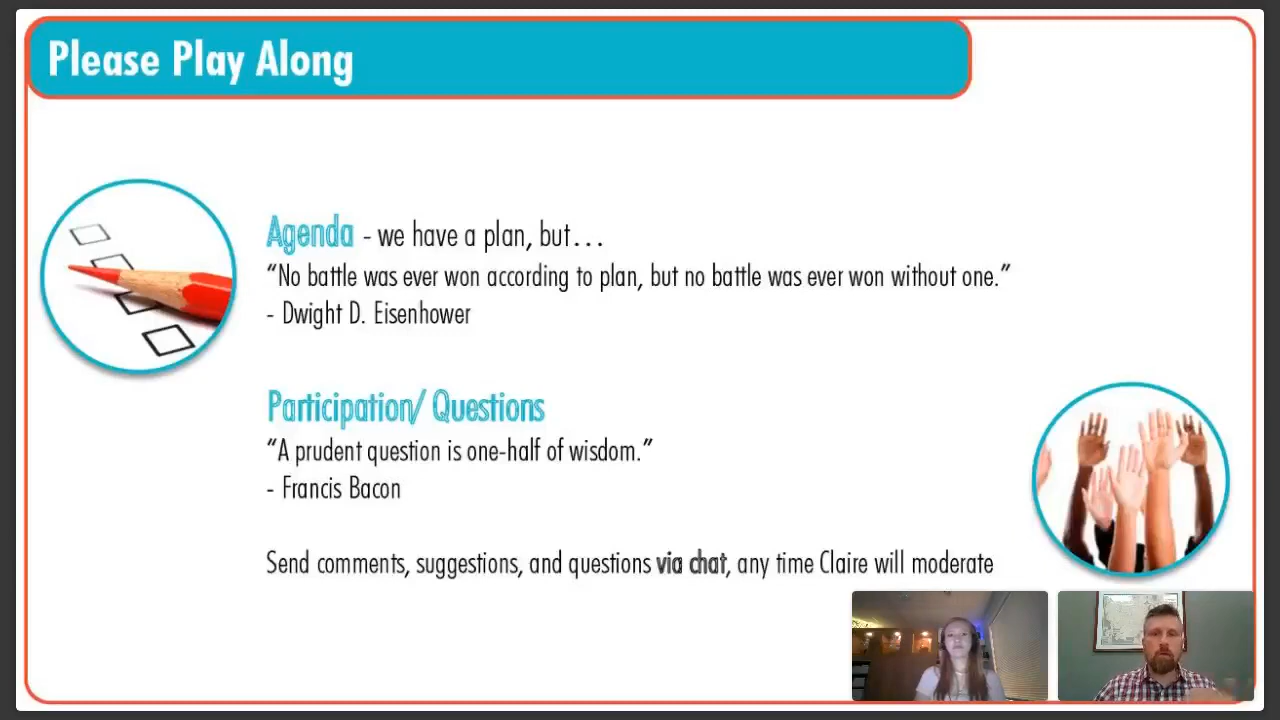 Please Play Along
Agenda - we have a plan, but...
“No battle was ever won according to plan, but no battle was ever won without one.”
- Dwight D. Eisenhower
Participation/ Questions
“A prudent question is one-half of wisdom.”
- Francis Bacon
Send comments, suggestions, and questions via chat, any time Claire will moderate